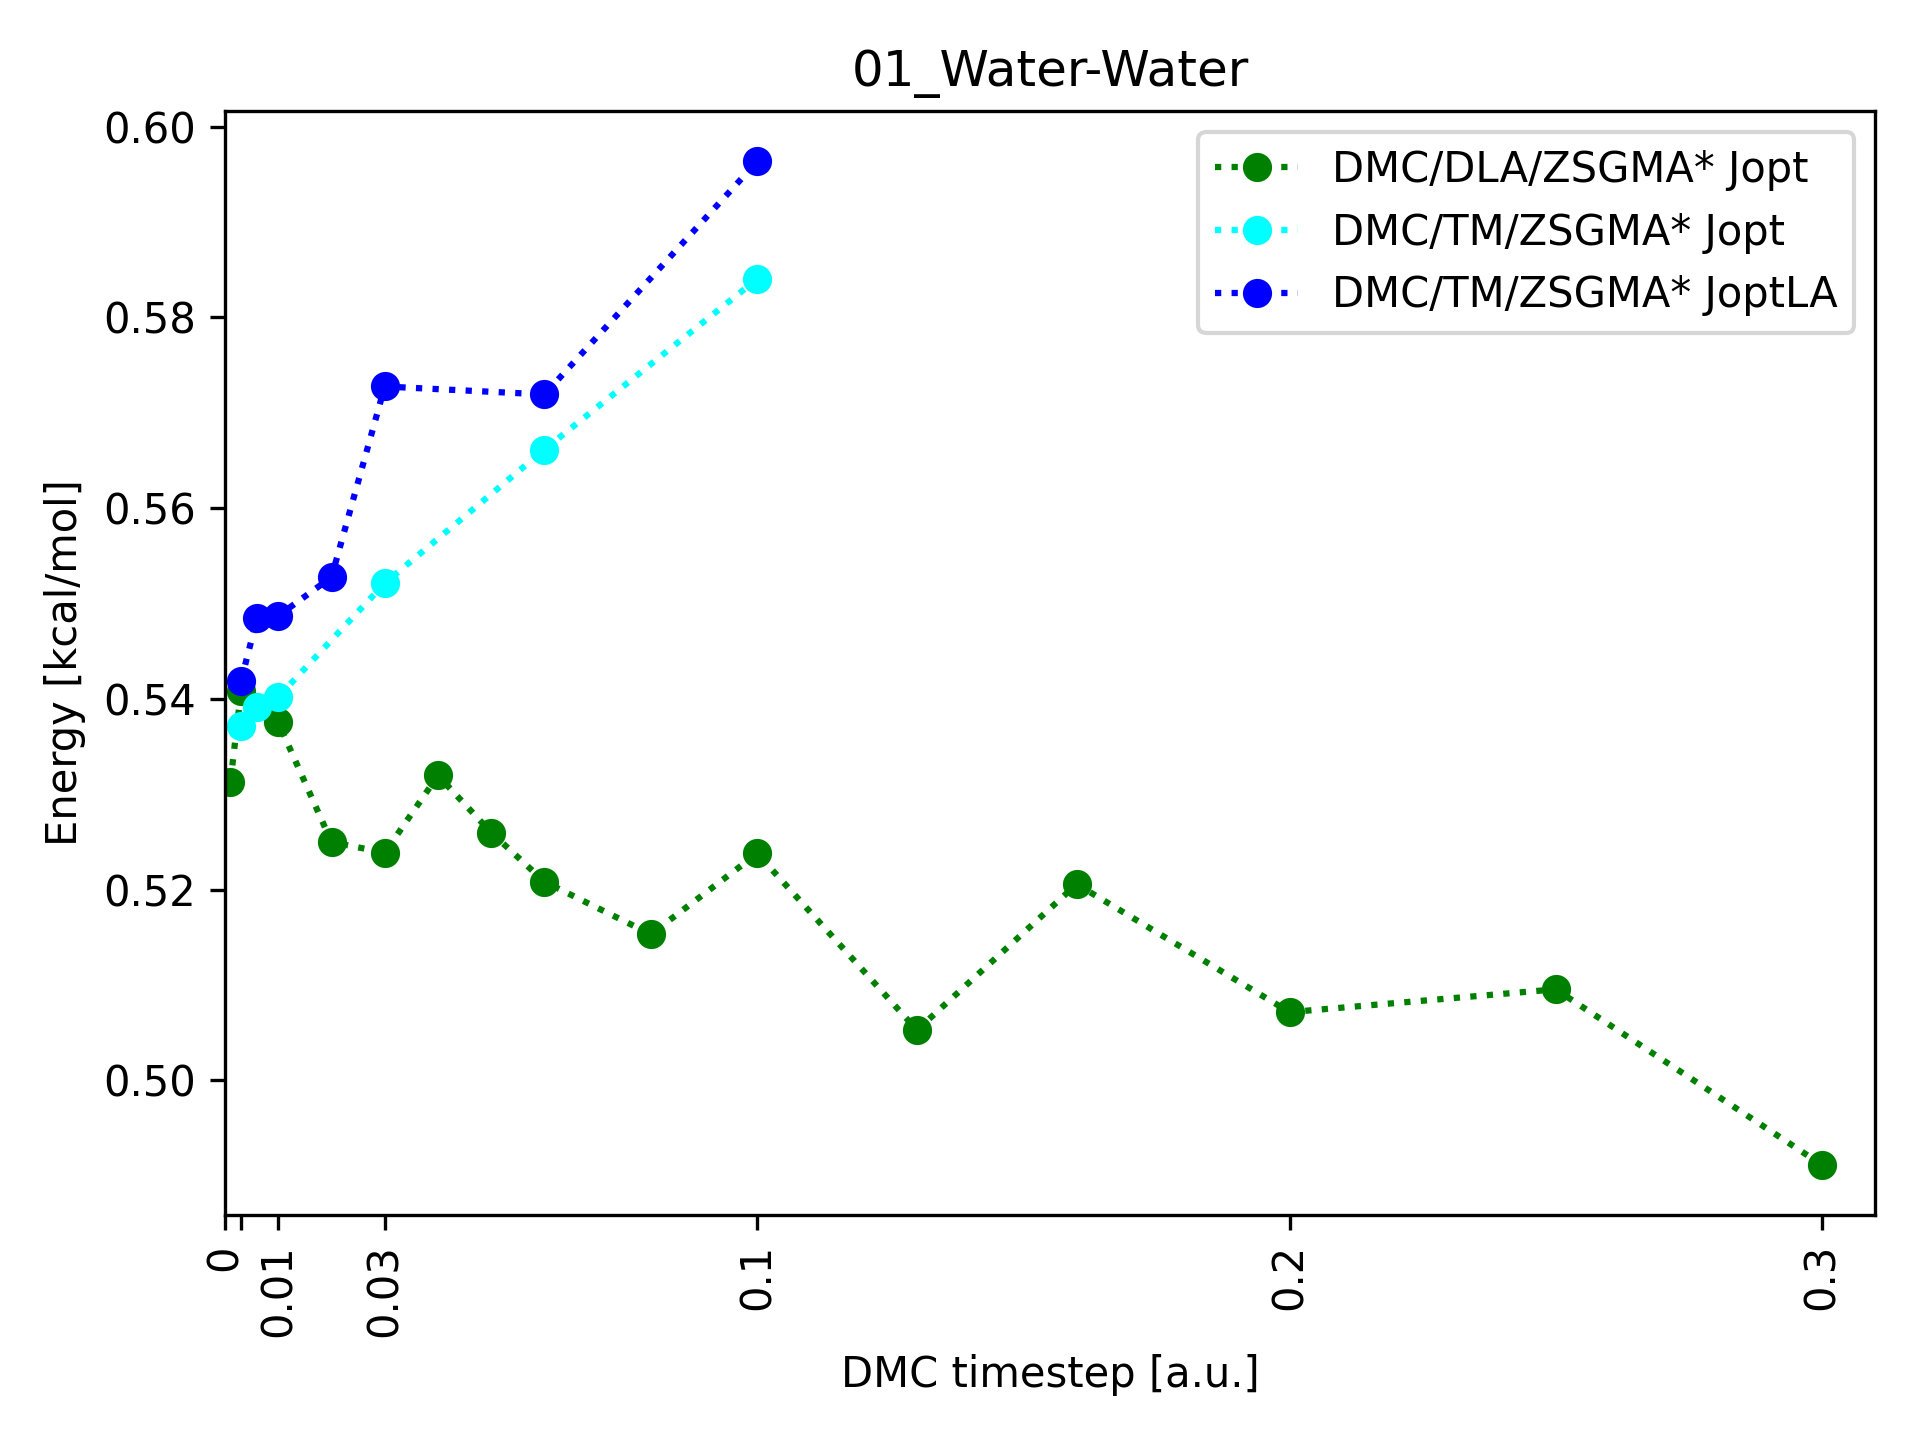 01_Water-Water
0.60
0.58
0.56
0.54
0.52
0.50
Energy [kcal/mol]
DMC/DLA/ZSGMA* Jopt
DMC/TM/ZSGMA* Jopt
DMC/TM/ZSGMA* JoptLA
0
0.01
0.03
0.1
0.2
0.3
DMC timestep [a.u.]